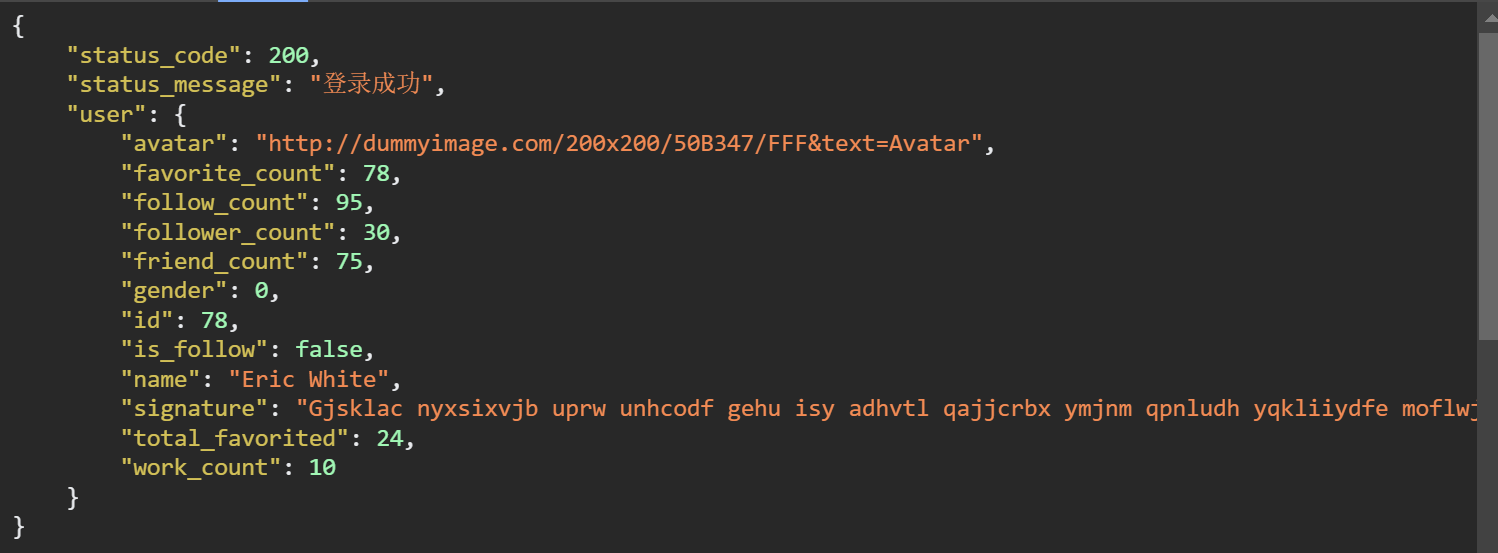 {
"status_code": 200,
"status_message": "登录成功",
"user": {
"avatar": "http://dummyimage.com/200x200/50B347/FFF&text=Avatar",
"favorite_count": 78,
"follow_count": 95,
"follower_count": 30,
"friend_count": 75,
"gender": 0,
"id": 78,
"is_follow": false,
"name": "Eric White",
"signature": "Gjsklac nyxsixvjb uprw unhcodf gehu isy adhvtl qajjcrbx ymjnm qpnludh yqkliiydfe moflwj
"total_favorited": 24,
"work_count": 10
}
}